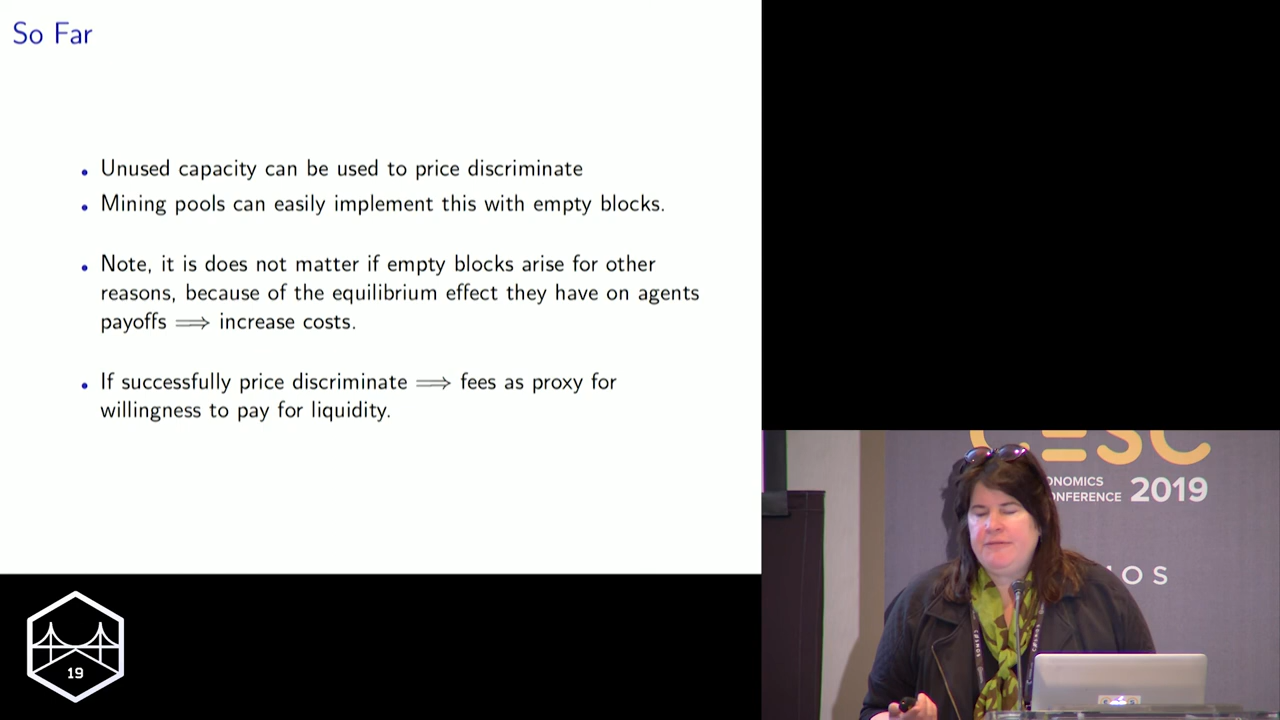 So Far
• Unused capacity can be used to price discriminate
• Mining pools can easily implement this with empty blocks.
• Note, it is does not matter if empty blocks arise for other
reasons, because of the equilibrium effect they have on agents
payoffs ⟹ increase costs.
• If successfully price discriminate ⟹ fees as proxy for
willingness to pay for liquidity.
CESC
ONOMICS
ONFERENCE 2019
IOS
19